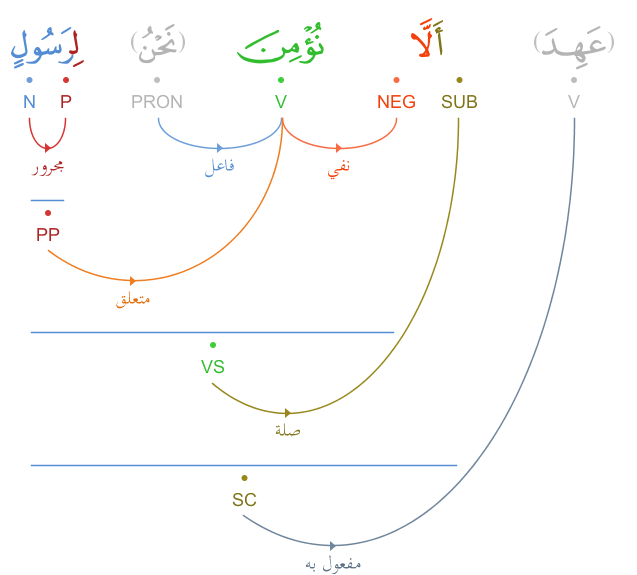 (عَهِدَ) أَلَّا نُؤْمِنَ (نَحْنُ) لِرَسُولٍ
V SUB NEG V PRON P N
مجرور فاعل نفي
PP
متعلق
VS
صلة
SC
مفعول به